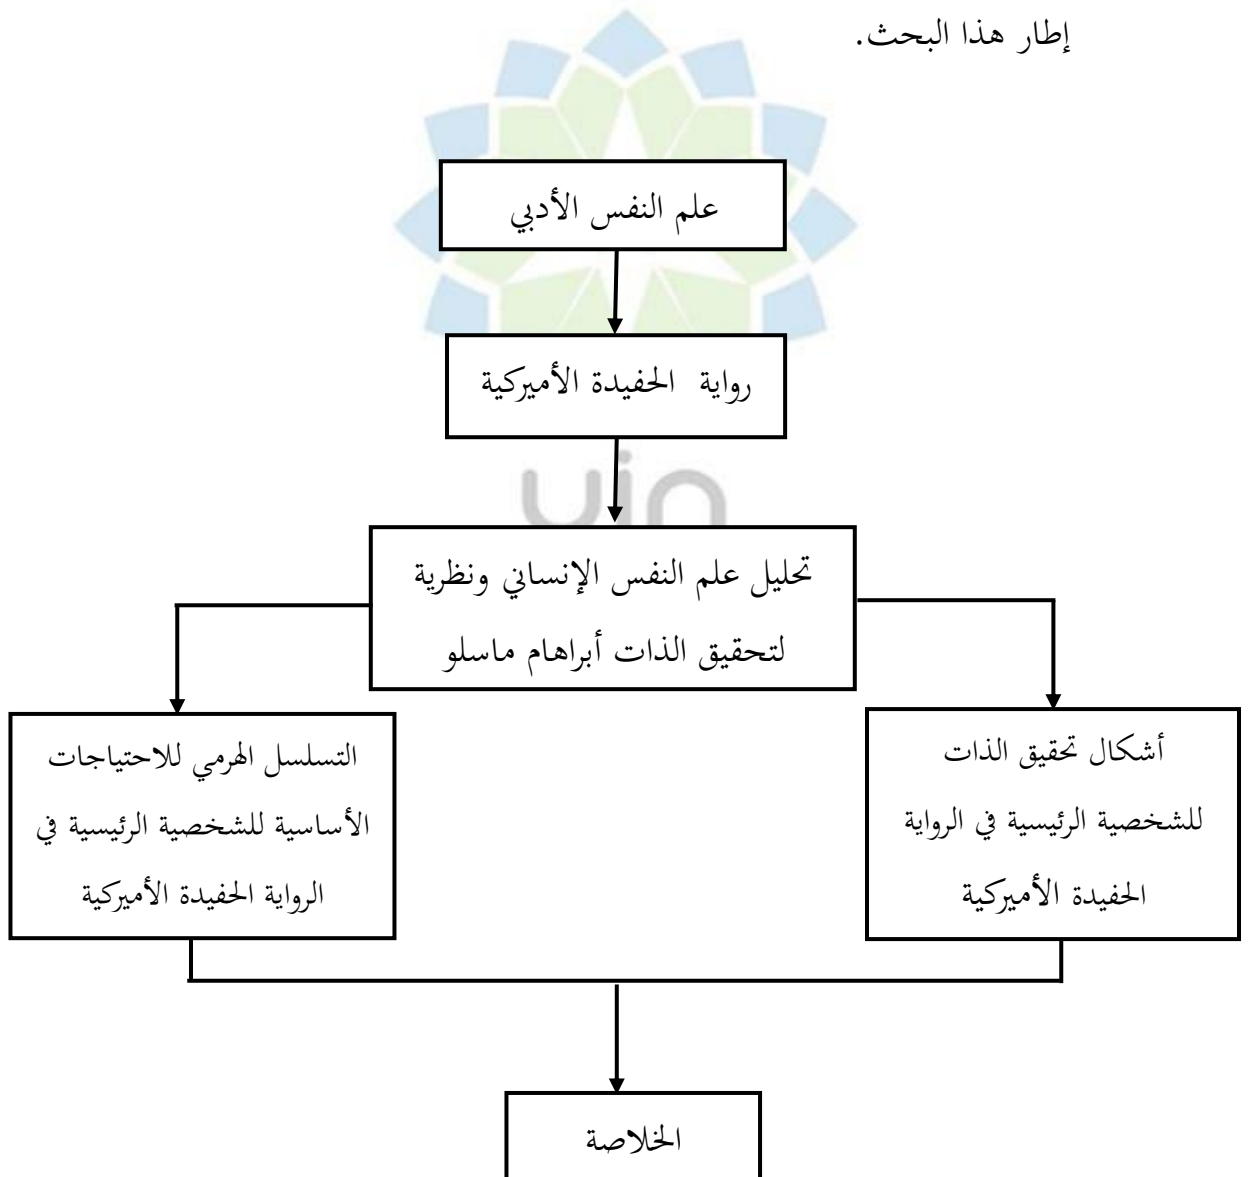 إطار هذا البحث.
علم النفس الأدبي
رواية الحفيدة الأميركية
uin
تحليل علم النفس الإنساني ونظرية
لتحقيق الذات أبراهام ماسلو
أشكال تحقيق الذات
للشخصية الرئيسية في الرواية
الحفيدة الأميركية
التسلسل الهرمي للاحتياجات
الأساسية للشخصية الرئيسية في
الرواية الحفيدة الأميركية
الخلاصة